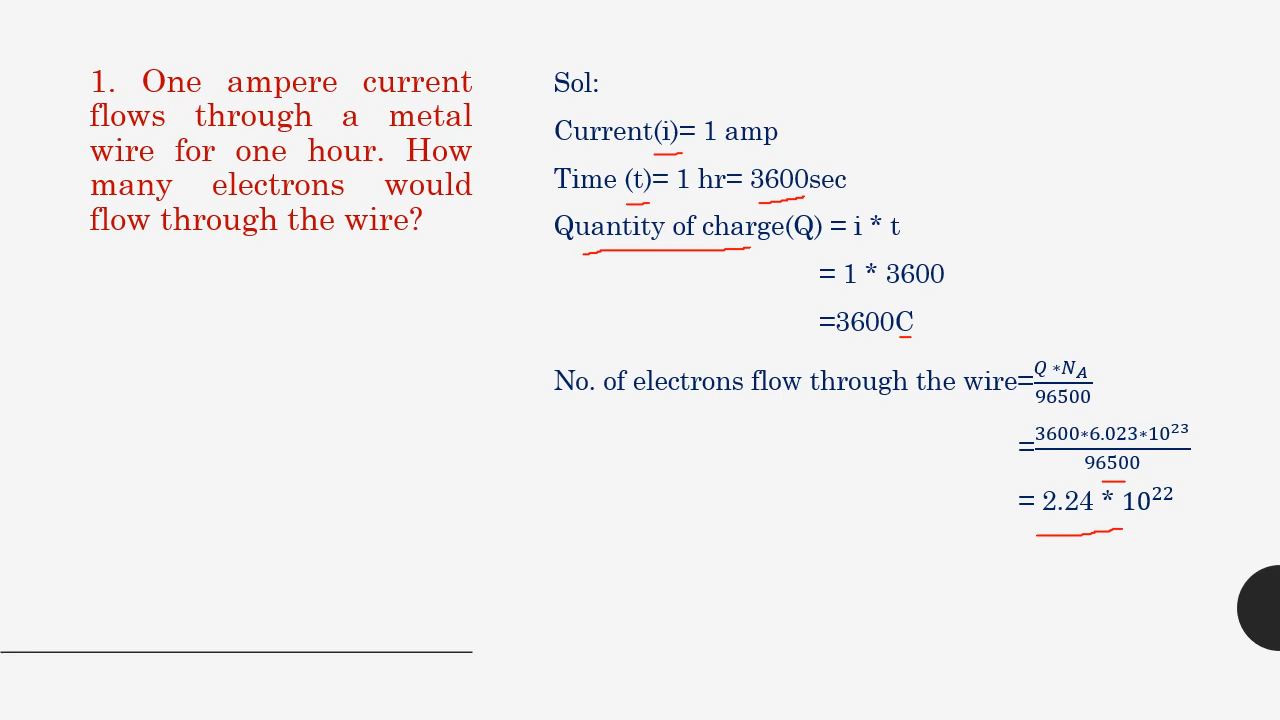 1. One ampere current
flows through a metal
wire for one hour. How
many electrons would
flow through the wire?
Sol:
Current(i)= 1 amp
Time (t)= 1 hr= 3600sec
Quantity of charge(Q) = i * t
= 1 * 3600
=3600C
No. of electrons flow through the wire=\frac{Q *N_A}{96500}
=\frac{3600*6.023*10^{23}}{96500}
= 2.24 * 10^{22}